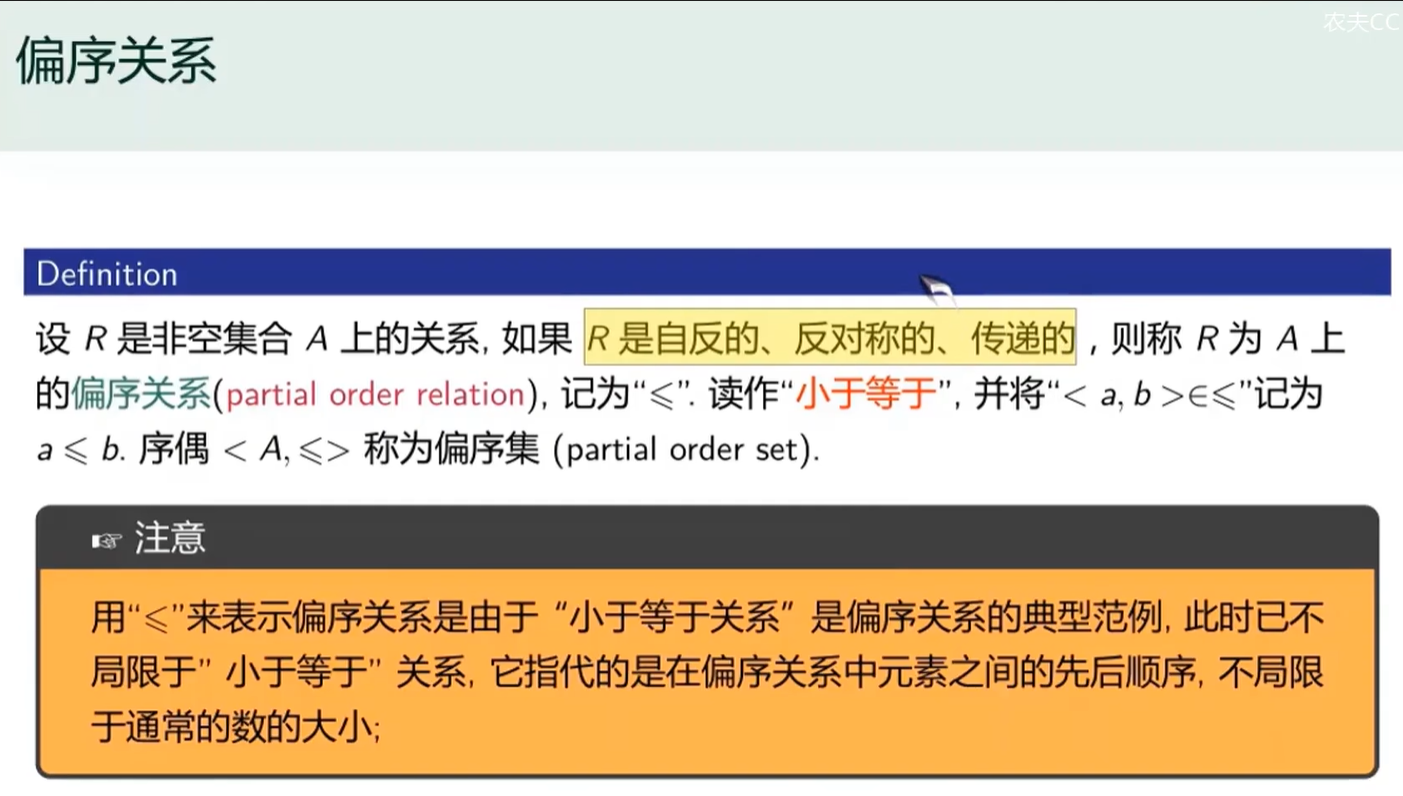 农夫CC
偏序关系
Definition
设 R 是非空集合 A 上的关系, 如果 R 是自反的、反对称的、传递的 , 则称 R 为 A 上
的偏序关系(partial order relation), 记为“⩽”. 读作“小于等于”, 并将“< a, b >∈⩽”记为
a ⩽ b. 序偶 < A, ⩽> 称为偏序集 (partial order set).
☞ 注意
用“⩽”来表示偏序关系是由于“小于等于关系”是偏序关系的典型范例, 此时已不
局限于” 小于等于” 关系, 它指代的是在偏序关系中元素之间的先后顺序, 不局限
于通常的数的大小;